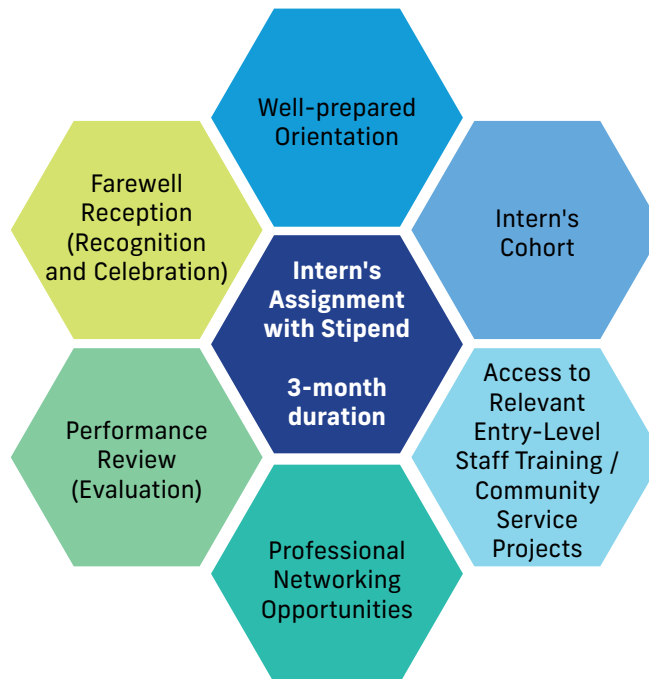 Well-prepared
Orientation
Farewell
Reception
(Recognition
and Celebration)
Intern's
Cohort
Intern's
Assignment
with Stipend
3-month
duration
Access to
Relevant
Entry-Level
Staff Training /
Community
Service
Projects
Performance
Review
(Evaluation)
Professional
Networking
Opportunities